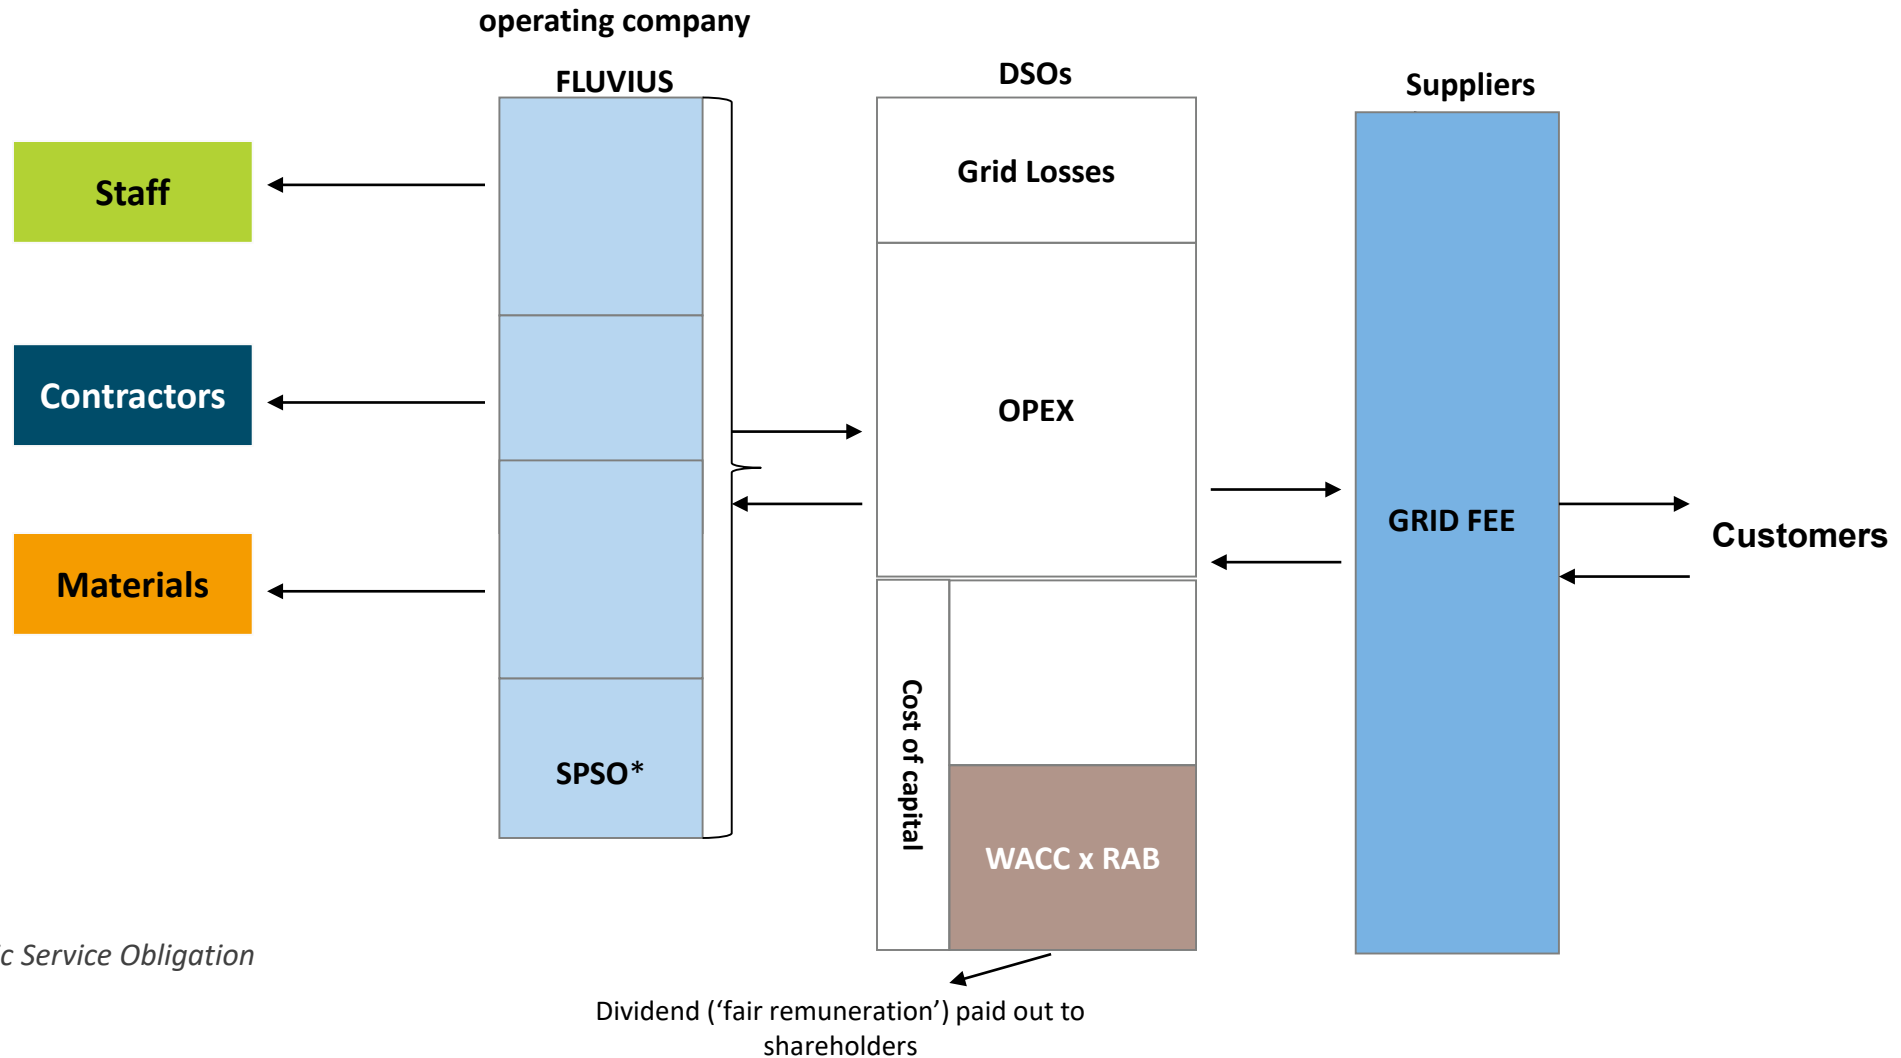 operating company
FLUVIUS
DSOs
Suppliers
Staff
Grid Losses
Contractors
OPEX
GRID FEE
Customers
Materials
Cost of capital
SPSO*
WACC x RAB
Service Obligation
Dividend (‘fair remuneration’) paid out to
shareholders